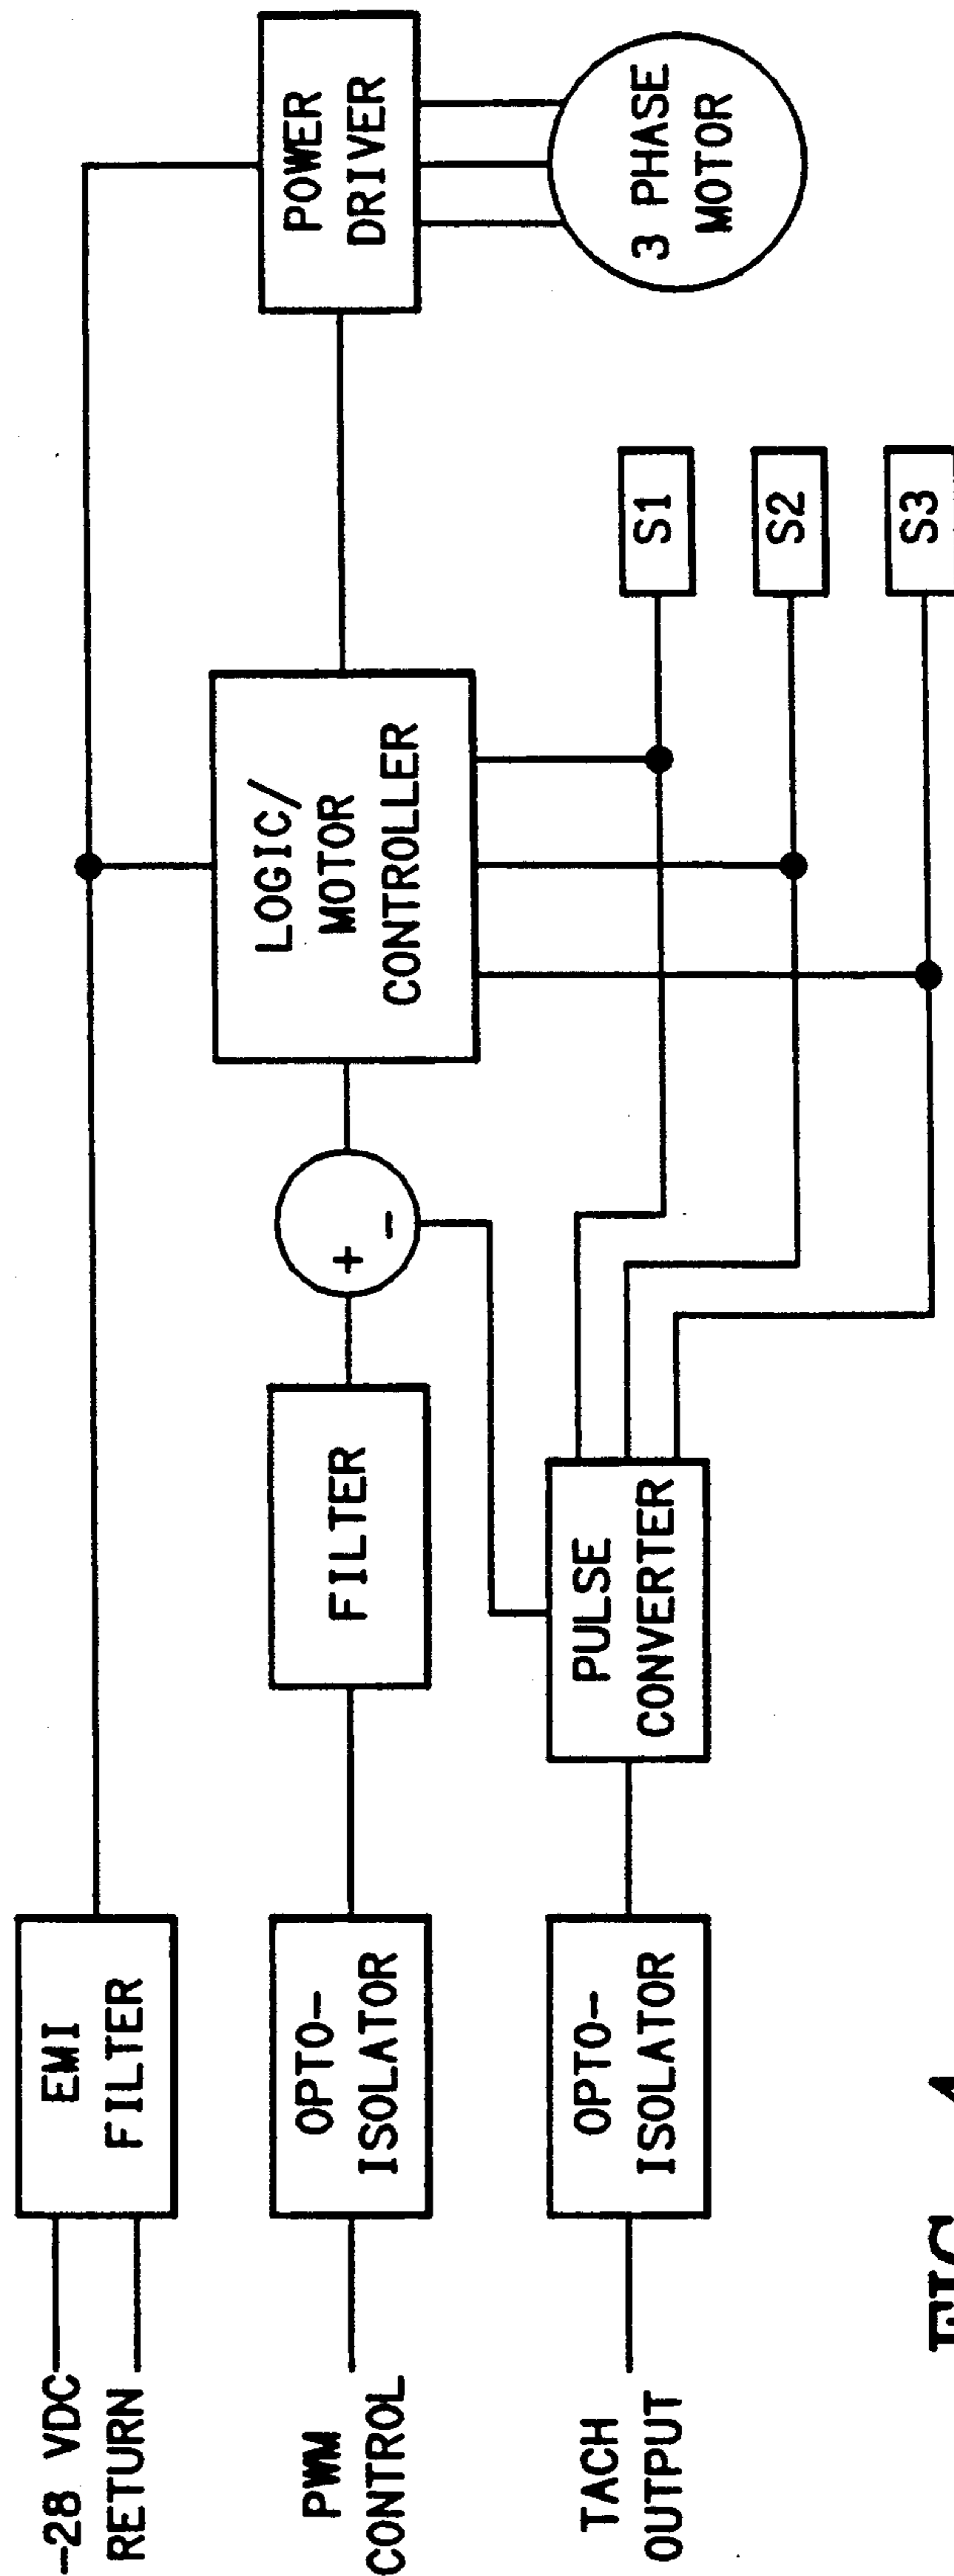 -28 VDC
RETURN
EMI
FILTER
PWM
CONTROL
OPTO-
ISOLATOR
FILTER
+
-
LOGIC/
MOTOR
CONTROLLER
POWER
DRIVER
3 PHASE
MOTOR
TACH
OUTPUT
OPTO-
ISOLATOR
PULSE
CONVERTER
S1
S2
S3